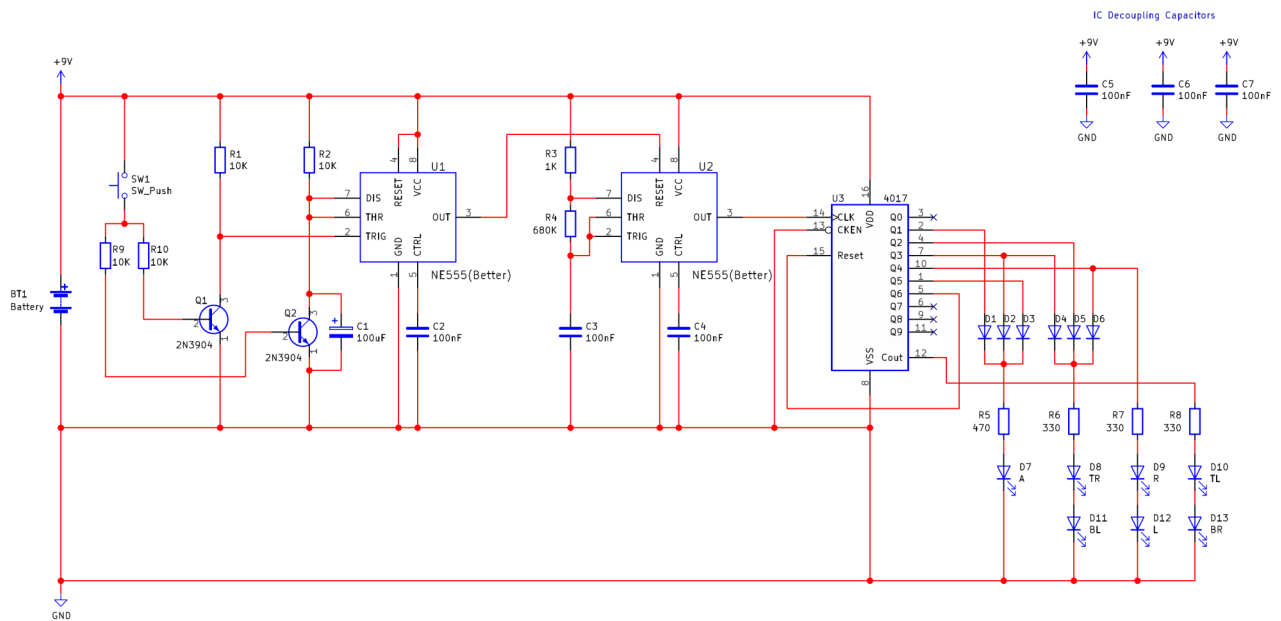 IC Decoupling Capacitors
+9V
+9V
+9V
C5
100nF
C6
100nF
C7
100nF
GND
GND
GND
+9V
SW1
SW_Push
R1
10K
R2
10K
R9
10K
R10
10K
BT1
Battery
+
Q1
3
2
1
2N3904
Q2
3
2
1
2N3904
+
C1
100uF
U1
4
8
RESET
VCC
7
DIS
6
THR
2
TRIG
OUT
3
GND
CTRL
1
5
NE555(Better)
C2
100nF
R3
1K
R4
680K
C3
100nF
U2
4
8
RESET
VCC
7
DIS
6
THR
2
TRIG
OUT
3
GND
CTRL
1
5
NE555(Better)
C4
100nF
U3
4017
16
VDD
14
CLK
13
CKEN
15
Reset
Q0
3
Q1
2
Q2
4
Q3
7
Q4
10
Q5
1
Q6
5
Q7
6
Q8
9
Q9
11
Cout
12
VSS
8
D1
D2
D3
D4
D5
D6
R5
470
R6
330
R7
330
R8
330
D7
A
D8
TR
D9
R
D10
TL
D11
BL
D12
L
D13
BR
GND